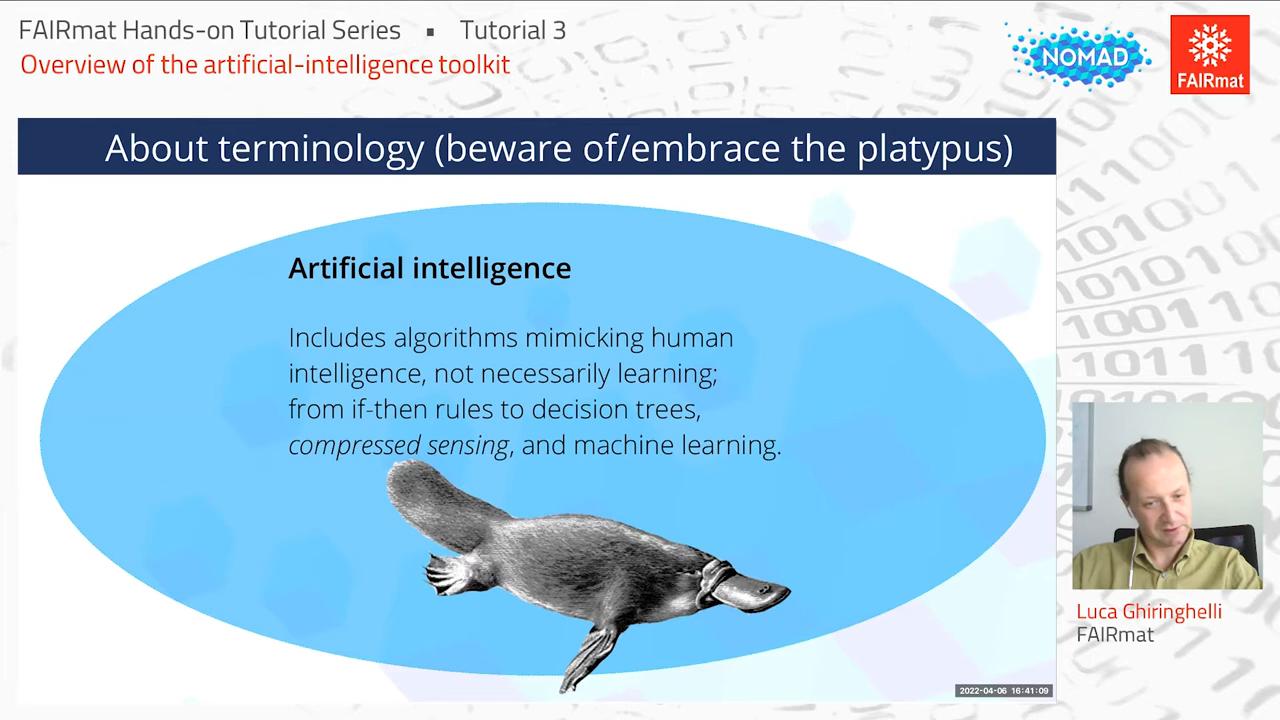 FAIRmat Hands-on Tutorial Series ▪ Tutorial 3
Overview of the artificial-intelligence toolkit
NOMAD
FAIRmat
About terminology (beware of/embrace the platypus)
Artificial intelligence
Includes algorithms mimicking human
intelligence, not necessarily learning;
from if-then rules to decision trees,
compressed sensing, and machine learning.
Luca Ghiringhelli
FAIRmat
2022-04-06 16:41:09